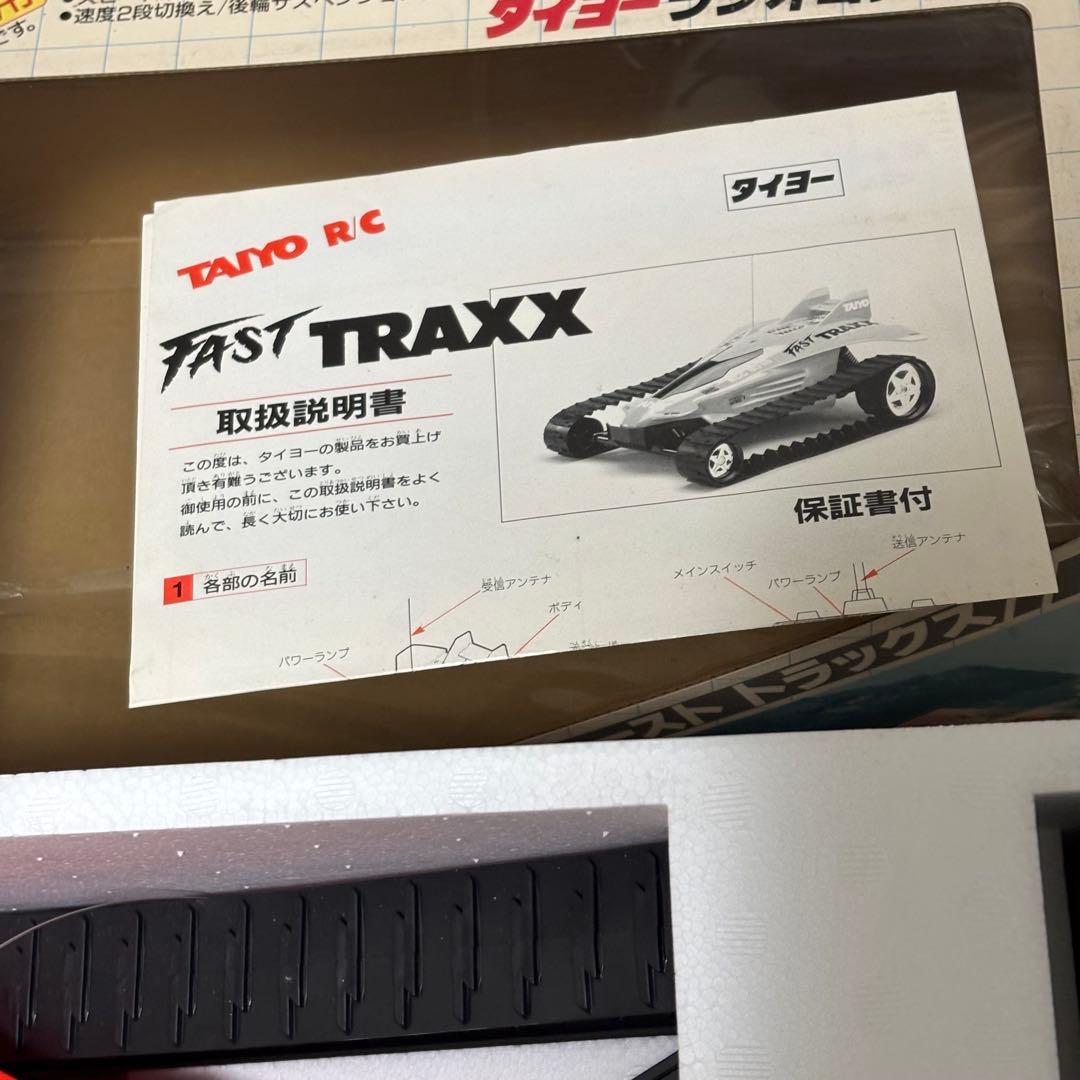 •速度2段切換え/後輪サスペンション
です。
タイヨー
TAIYO R/C
タイヨー
FAST TRAXX
TAIYO
FAST TRAXX
取扱説明書
この度は、タイヨーの製品をお買上げ
頂き有難うございます。
御使用の前に、この取扱説明書をよく
読んで、長く大切にお使い下さい。
保証書付
1 各部の名前
受信アンテナ
ボディ
パワーランプ
メインスイッチ
パワーランプ
送信アンテナ
スト トラックス